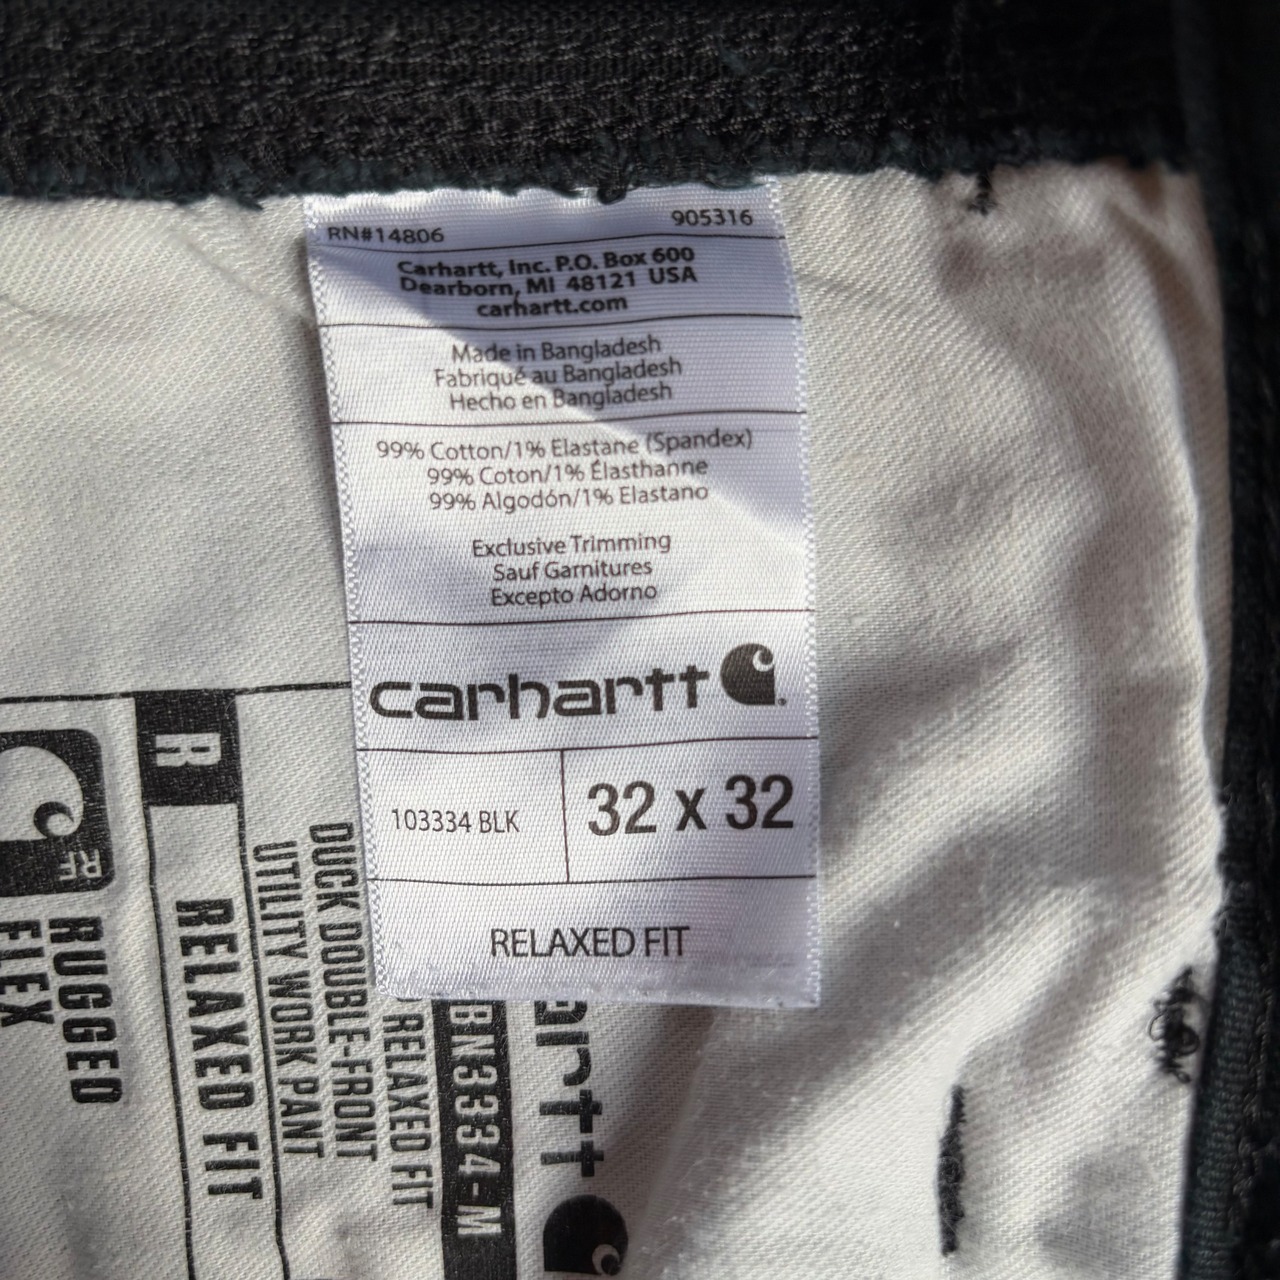 RN#14806 905316
Carhartt, Inc. P.O. Box 600
Dearborn, MI 48121 USA
carhartt.com
Made in Bangladesh
Fabriqué au Bangladesh
Hecho en Bangladesh
99% Cotton/1% Elastane (Spandex)
99% Coton/1% Élasthanne
99% Algodón/1% Elastano
Exclusive Trimming
Sauf Garnitures
Excepto Adorno
carhartt
103334 BLK
32 x 32
RELAXED FIT
artt
BN3334-M
RELAXED FIT
DUCK DOUBLE-FRONT
UTILITY WORK PANT
R
RELAXED FIT
RF
RUGGED
FLEX